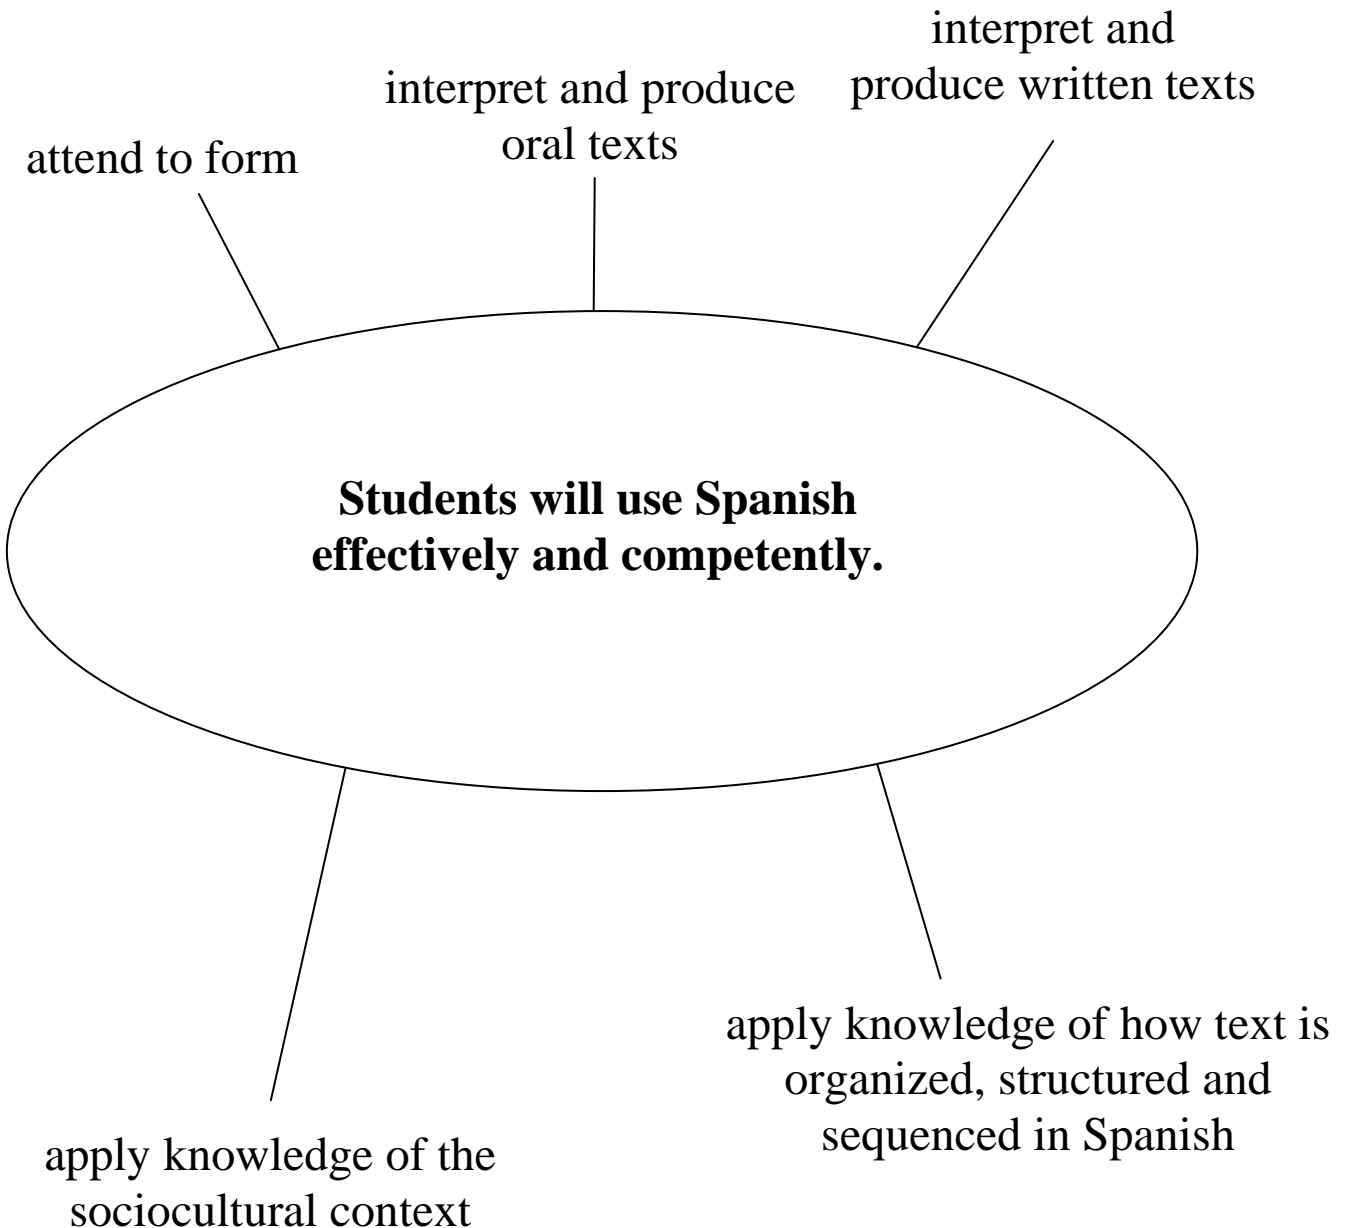 interpret and
produce written texts
interpret and produce
oral texts
attend to form
Students will use Spanish
effectively and competently.
apply knowledge of how text is
organized, structured and
sequenced in Spanish
apply knowledge of the
sociocultural context